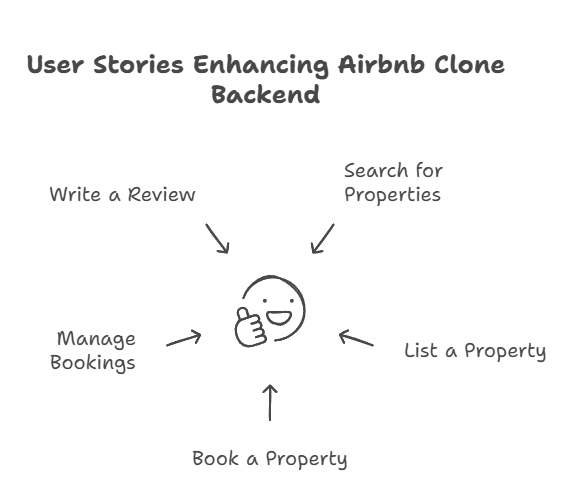 User Stories Enhancing Airbnb Clone
Backend
Write a Review
Search for
Properties
Manage
Bookings
List a Property
Book a Property